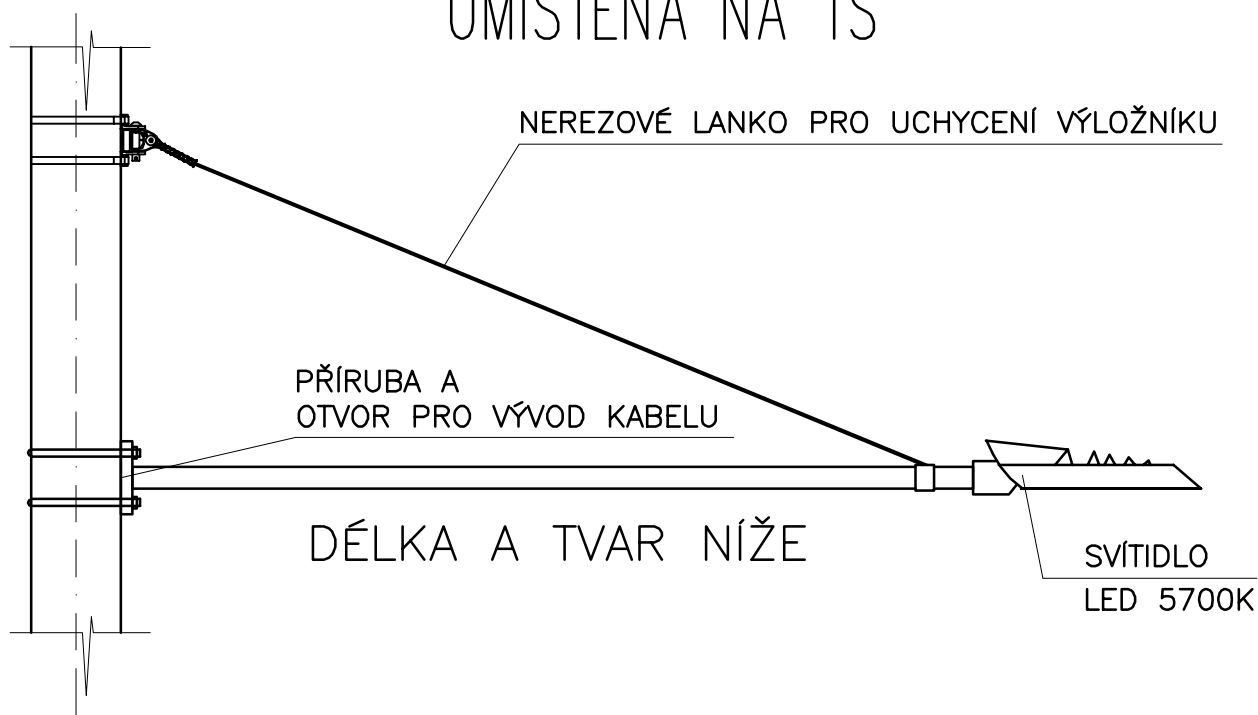 UMÍSTĚNÁ NA TS
NEREZOVÉ LANKO PRO UCHYCENÍ VÝLOŽNÍKU
PŘÍRUBA A
OTVOR PRO VÝVOD KABELU
DÉLKA A TVAR NÍŽE
SVÍTIDLO
LED 5700K